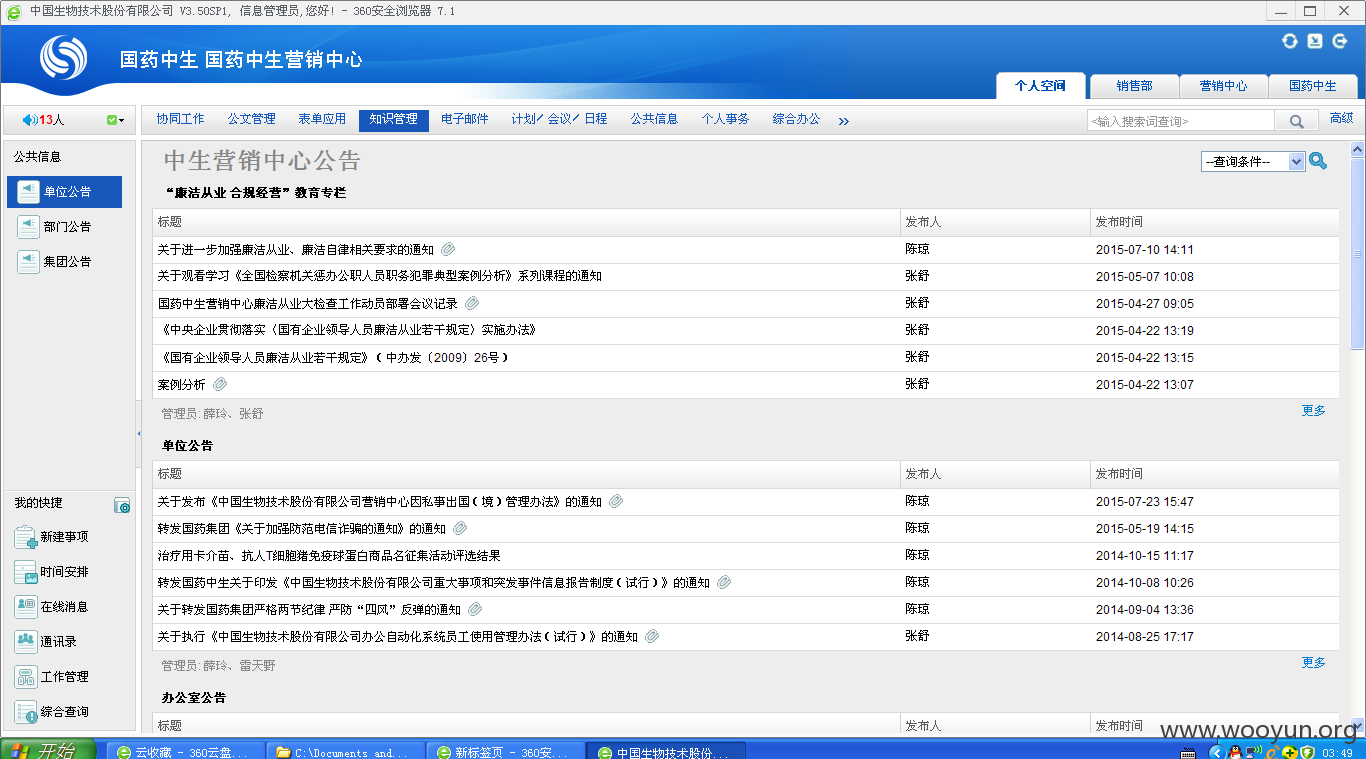 中国生物技术股份有限公司 V3.50SP1, 信息管理员,您好! - 360安全浏览器 7.1
国药中生 国药中生营销中心
个人空间 销售部 营销中心 国药中生
13人
协同工作 公文管理 表单应用 知识管理 电子邮件 计划/会议/日程 公共信息 个人事务 综合办公 »
<输入搜索词查询> 高级
公共信息
单位公告
部门公告
集团公告
中生营销中心公告
--查询条件--
“廉洁从业 合规经营”教育专栏
标题 发布人 发布时间
关于进一步加强廉洁从业、廉洁自律相关要求的通知 陈琼 2015-07-10 14:11
关于观看学习《全国检察机关惩办公职人员职务犯罪典型案例分析》系列课程的通知 张舒 2015-05-07 10:08
国药中生营销中心廉洁从业大检查工作动员部署会议记录 张舒 2015-04-27 09:05
《中央企业贯彻落实〈国有企业领导人员廉洁从业若干规定〉实施办法》 张舒 2015-04-22 13:19
《国有企业领导人员廉洁从业若干规定》（中办发〔2009〕26号） 张舒 2015-04-22 13:15
案例分析 张舒 2015-04-22 13:07
管理员: 薛玲、张舒 更多
单位公告
标题 发布人 发布时间
关于发布《中国生物技术股份有限公司营销中心因私事出国（境）管理办法》的通知 陈琼 2015-07-23 15:47
转发国药集团《关于加强防范电信诈骗的通知》的通知 陈琼 2015-05-19 14:15
治疗用卡介苗、抗人T细胞猪免疫球蛋白商品名征集活动评选结果 陈琼 2014-10-15 11:17
转发国药中生关于印发《中国生物技术股份有限公司重大事项和突发事件信息报告制度（试行）》的通知 陈琼 2014-10-08 10:26
关于转发国药集团严格两节纪律 严防“四风”反弹的通知 陈琼 2014-09-04 13:36
关于执行《中国生物技术股份有限公司办公自动化系统员工使用管理办法（试行）》的通知 张舒 2014-08-25 17:17
管理员: 薛玲、雷天野 更多
办公室公告
标题 发布人 发布时间
我的快捷
新建事项
时间安排
在线消息
通讯录
工作管理
综合查询
www.wooyun.org
开始 云收藏 - 360云盘... C:\Documents and... 新标签页 - 360安... 中国生物技术股份... 03:49